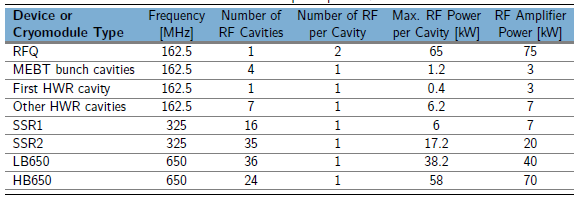 Device or Frequency Number of Number of RF Max. RF Power RF Amplifier
Cryomodule Type [MHz] RF Cavities per Cavity per Cavity [kW] Power [kW]
RFQ 162.5 1 2 65 75
MEBT bunch cavities 162.5 4 1 1.2 3
First HWR cavity 162.5 1 1 0.4 3
Other HWR cavities 162.5 7 1 6.2 7
SSR1 325 16 1 6 7
SSR2 325 35 1 17.2 20
LB650 650 36 1 38.2 40
HB650 650 24 1 58 70